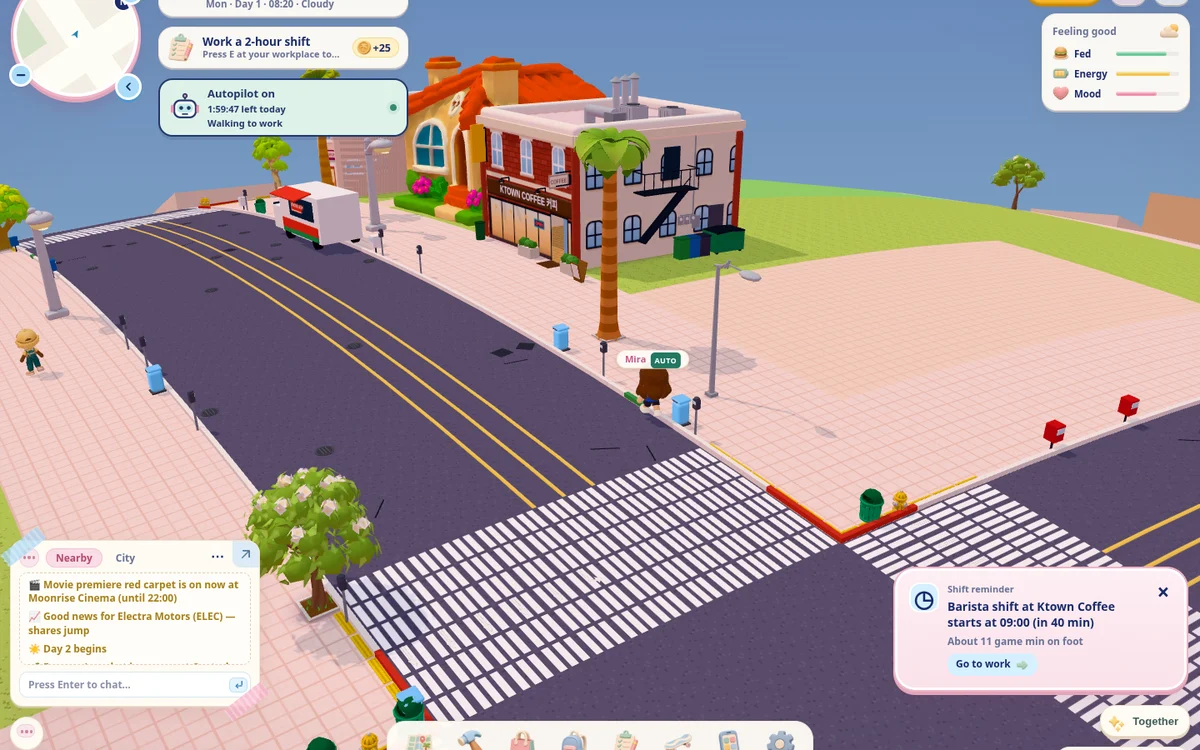 Mon · Day 1 · 08:20 · Cloudy
Work a 2-hour shift
Press E at your workplace to...
+25
Autopilot on
1:59:47 left today
Walking to work
Feeling good
Fed
Energy
Mood
COFFEE
KTOWN COFFEE 커피
Mira AUTO
Nearby City
🎬 Movie premiere red carpet is on now at
Moonrise Cinema (until 22:00)
📈 Good news for Electra Motors (ELEC) —
shares jump
☀️ Day 2 begins
Press Enter to chat...
Shift reminder
Barista shift at Ktown Coffee
starts at 09:00 (in 40 min)
About 11 game min on foot
Go to work
Together